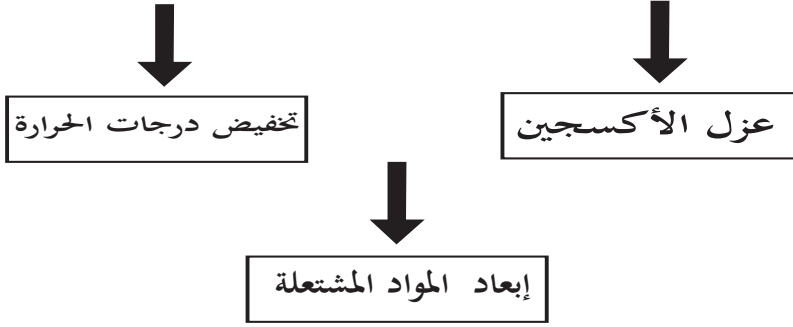 عزل الأكسجين
تخفيض درجات الحرارة
إبعاد المواد المشتعلة